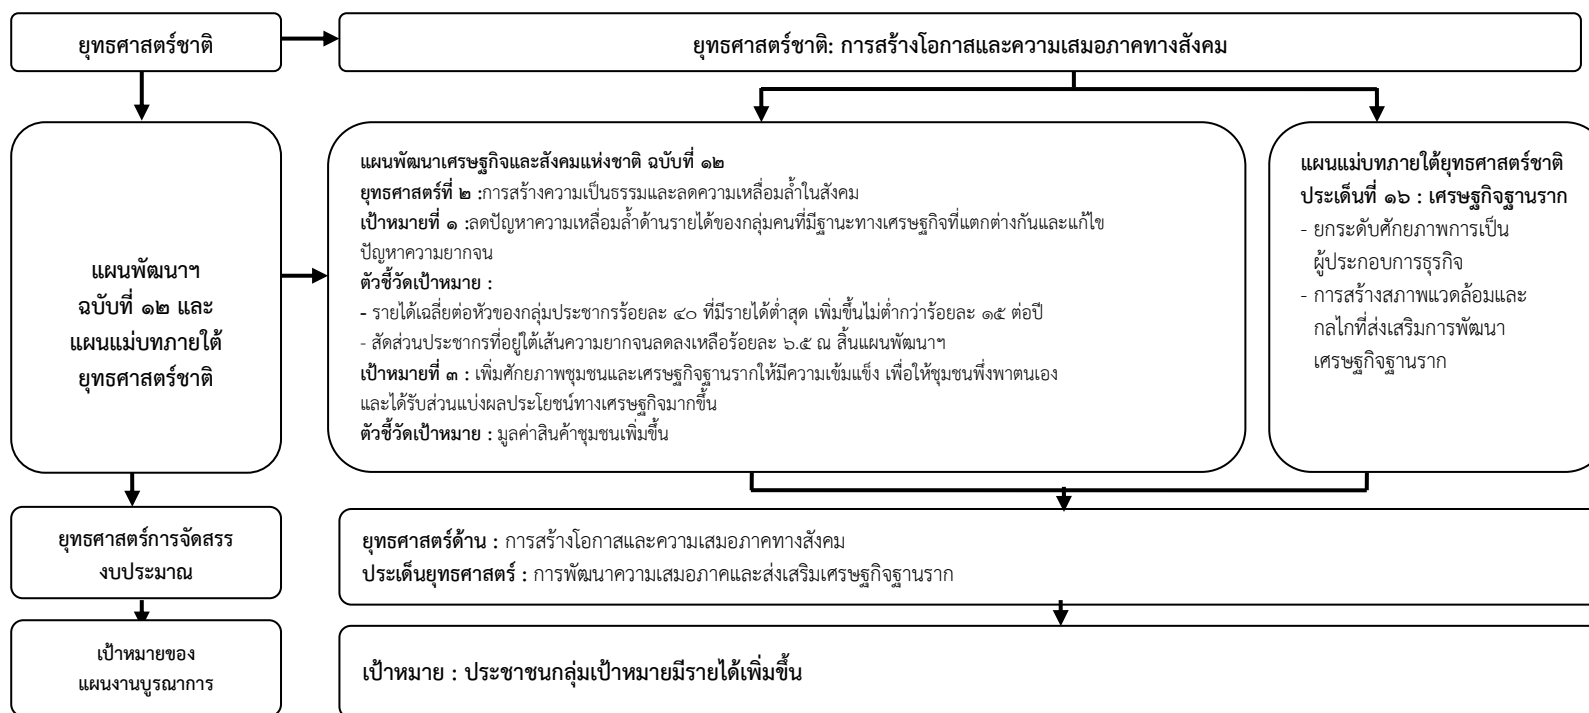 ยุทธศาสตร์ชาติ
ยุทธศาสตร์ชาติ: การสร้างโอกาสและความเสมอภาคทางสังคม
แผนพัฒนาฯ
ฉบับที่ ๑๒ และ
แผนแม่บทภายใต้
ยุทธศาสตร์ชาติ
แผนพัฒนาเศรษฐกิจและสังคมแห่งชาติ ฉบับที่ ๑๒
ยุทธศาสตร์ที่ ๒ :การสร้างความเป็นธรรมและลดความเหลื่อมล้ำในสังคม
เป้าหมายที่ ๑ :ลดปัญหาความเหลื่อมล้ำด้านรายได้ของกลุ่มคนที่มีฐานะทางเศรษฐกิจที่แตกต่างกันและแก้ไข
ปัญหาความยากจน
ตัวชี้วัดเป้าหมาย :
- รายได้เฉลี่ยต่อหัวของกลุ่มประชากรร้อยละ ๔๐ ที่มีรายได้ต่ำสุด เพิ่มขึ้นไม่ต่ำกว่าร้อยละ ๑๕ ต่อปี
- สัดส่วนประชากรที่อยู่ใต้เส้นความยากจนลดลงเหลือร้อยละ ๖.๕ ณ สิ้นแผนพัฒนาฯ
เป้าหมายที่ ๓ : เพิ่มศักยภาพชุมชนและเศรษฐกิจฐานรากให้มีความเข้มแข็ง เพื่อให้ชุมชนพึ่งพาตนเอง
และได้รับส่วนแบ่งผลประโยชน์ทางเศรษฐกิจมากขึ้น
ตัวชี้วัดเป้าหมาย : มูลค่าสินค้าชุมชนเพิ่มขึ้น
แผนแม่บทภายใต้ยุทธศาสตร์ชาติ
ประเด็นที่ ๑๖ : เศรษฐกิจฐานราก
- ยกระดับศักยภาพการเป็น
ผู้ประกอบการธุรกิจ
- การสร้างสภาพแวดล้อมและ
กลไกที่ส่งเสริมการพัฒนา
เศรษฐกิจฐานราก
ยุทธศาสตร์การจัดสรร
งบประมาณ
ยุทธศาสตร์ด้าน : การสร้างโอกาสและความเสมอภาคทางสังคม
ประเด็นยุทธศาสตร์ : การพัฒนาความเสมอภาคและส่งเสริมเศรษฐกิจฐานราก
เป้าหมายของ
แผนงานบูรณาการ
เป้าหมาย : ประชาชนกลุ่มเป้าหมายมีรายได้เพิ่มขึ้น